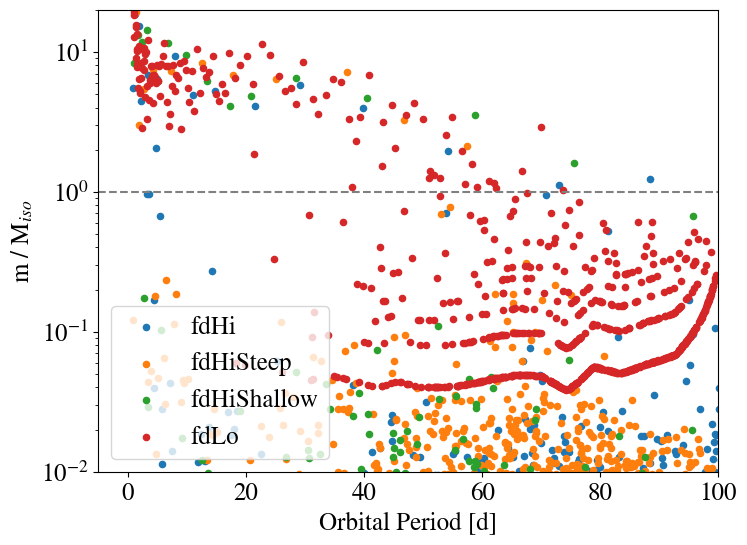 10¹
10⁰
10⁻¹
10⁻²
m / M_iso
fdHi
fdHiSteep
fdHiShallow
fdLo
0 20 40 60 80 100
Orbital Period [d]